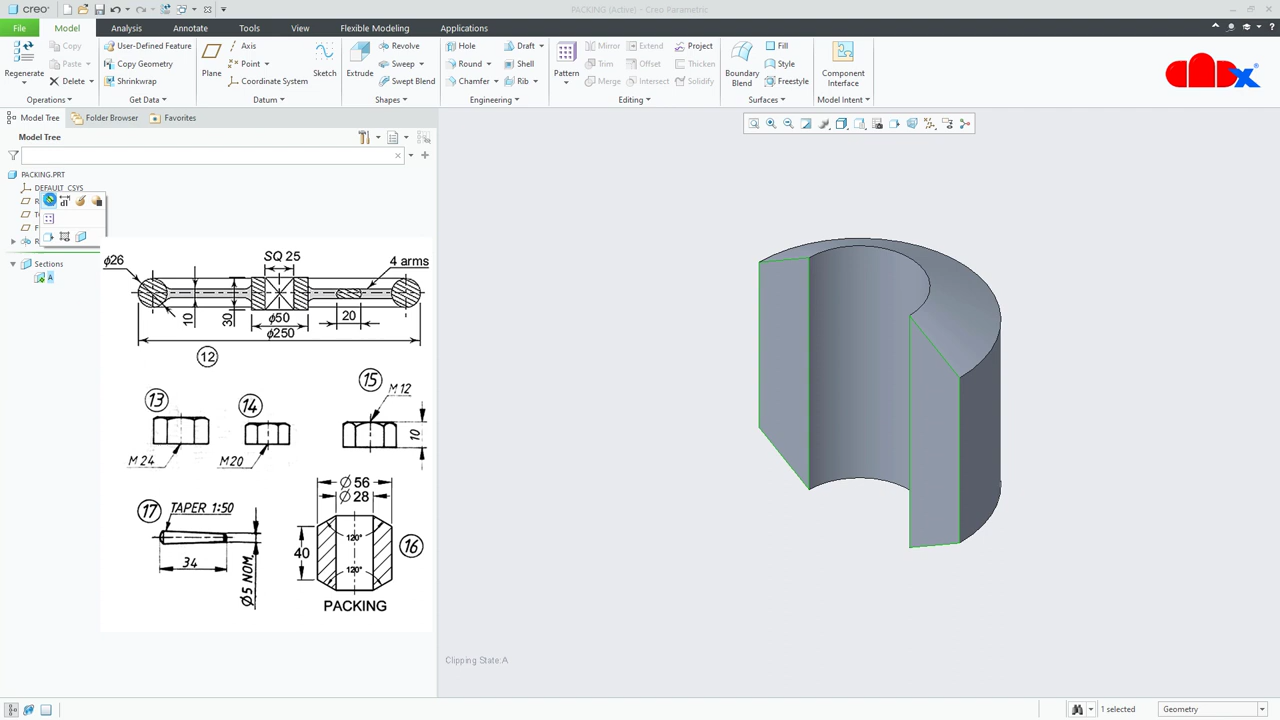 creo
PACKING (Active) - Creo Parametric
File
Model
Analysis
Annotate
Tools
View
Flexible Modeling
Applications
Regenerate
Copy
Paste
Delete
Operations
User-Defined Feature
Copy Geometry
Shrinkwrap
Get Data
Plane
Axis
Point
Coordinate System
Datum
Sketch
Extrude
Revolve
Sweep
Swept Blend
Shapes
Hole
Round
Chamfer
Draft
Shell
Rib
Engineering
Pattern
Mirror
Trim
Merge
Extend
Offset
Intersect
Project
Thicken
Solidify
Editing
Boundary
Blend
Fill
Style
Freestyle
Surfaces
Component
Interface
Model Intent
CADx
Model Tree
Folder Browser
Favorites
Model Tree
PACKING.PRT
DEFAULT_CSYS
Sections
A
ϕ26
SQ 25
4 arms
10
30
ϕ50
20
ϕ250
12
13
14
15
M 12
10
M 24
M20
17
TAPER 1:50
34
Ø5 NOM.
Ø 56
Ø 28
40
120°
120°
16
PACKING
Clipping State:A
1 selected
Geometry